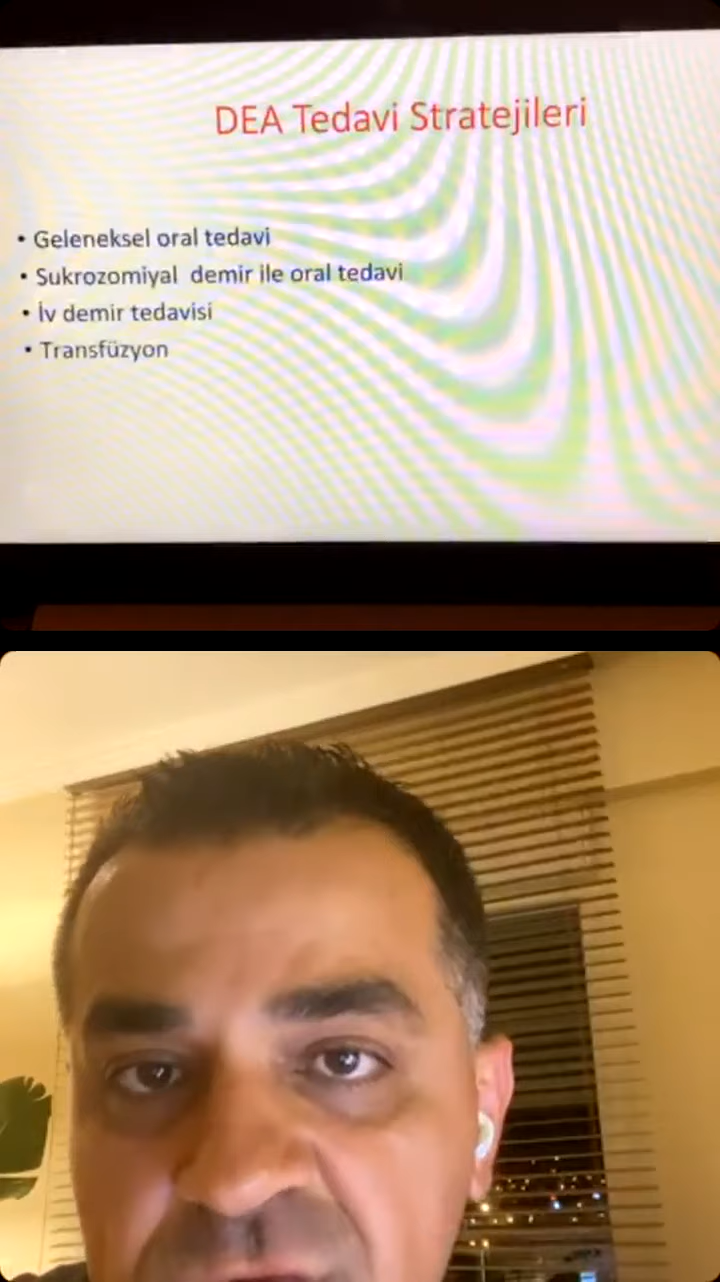 DEA Tedavi Stratejileri
• Geleneksel oral tedavi
• Sukrozomiyal demir ile oral tedavi
• İv demir tedavisi
• Transfüzyon